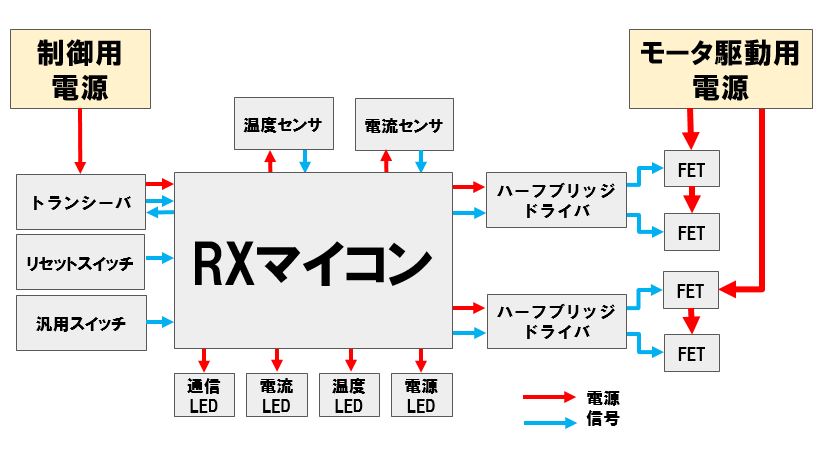 制御用
電源
モータ駆動用
電源
温度センサ
電流センサ
トランシーバ
リセットスイッチ
汎用スイッチ
RXマイコン
ハーフブリッジ
ドライバ
FET
FET
ハーフブリッジ
ドライバ
FET
FET
通信
LED
電流
LED
温度
LED
電源
LED
電源
信号